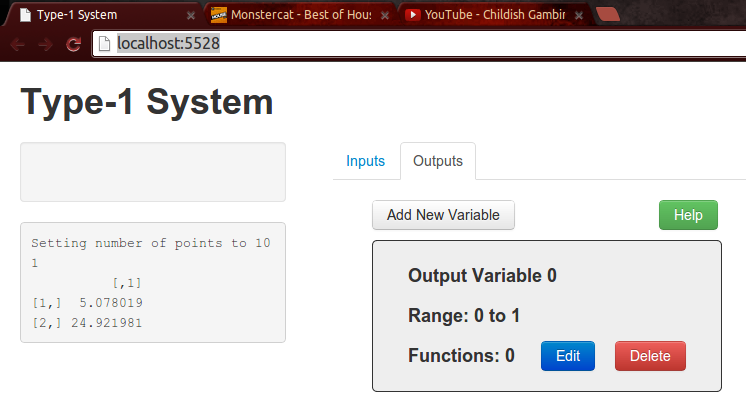 Type-1 System
Monstercat - Best of Hous
YouTube - Childish Gambir
localhost:5528
Type-1 System
Inputs
Outputs
Add New Variable
Help
Setting number of points to 10
1
[,1]
[1,]  5.078019
[2,] 24.921981
Output Variable 0
Range: 0 to 1
Functions: 0
Edit
Delete